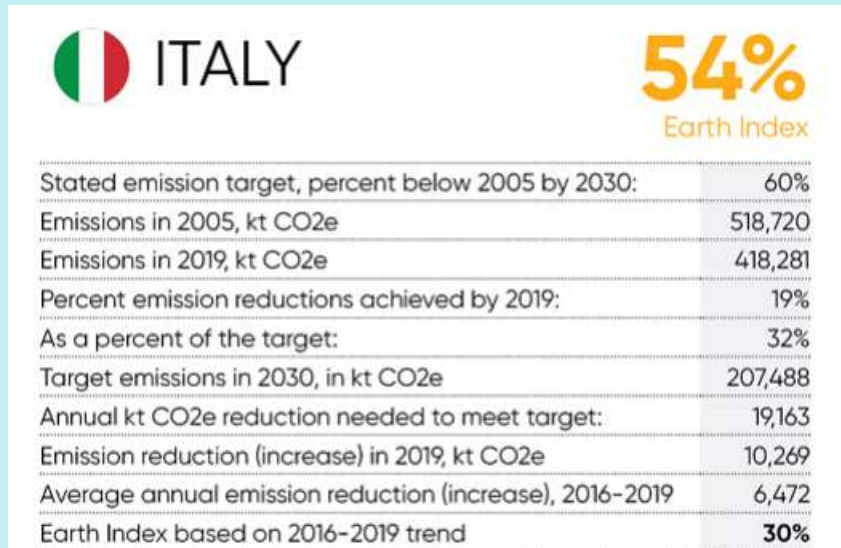 ITALY
54%
Earth Index
Stated emission target, percent below 2005 by 2030: 60%
Emissions in 2005, kt CO2e 518,720
Emissions in 2019, kt CO2e 418,281
Percent emission reductions achieved by 2019: 19%
As a percent of the target: 32%
Target emissions in 2030, in kt CO2e 207,488
Annual kt CO2e reduction needed to meet target: 19,163
Emission reduction (increase) in 2019, kt CO2e 10,269
Average annual emission reduction (increase), 2016-2019 6,472
Earth Index based on 2016-2019 trend 30%